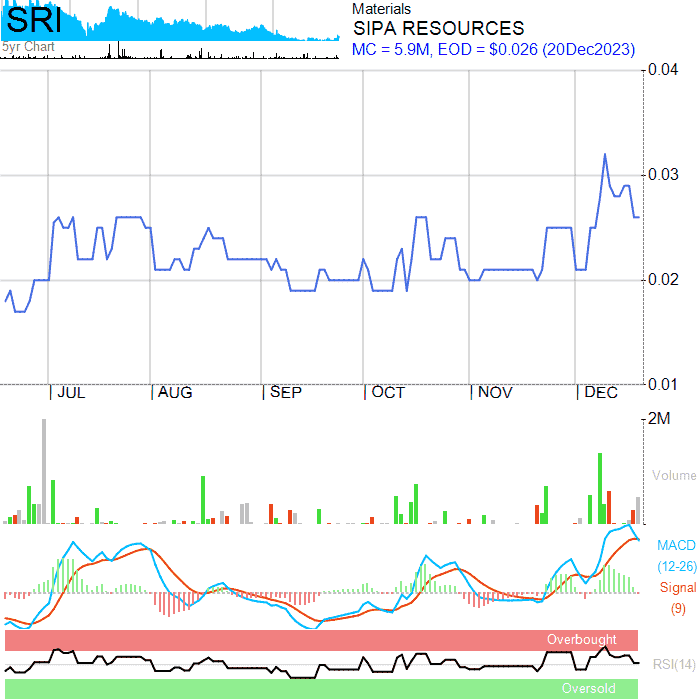 SRI
5yr Chart
Materials
SIPA RESOURCES
MC = 5.9M, EOD = $0.026 (20Dec2023)
0.04
0.03
0.02
0.01
JUL AUG SEP OCT NOV DEC
2M
Volume
MACD
(12-26)
Signal
(9)
Overbought
RSI(14)
Oversold